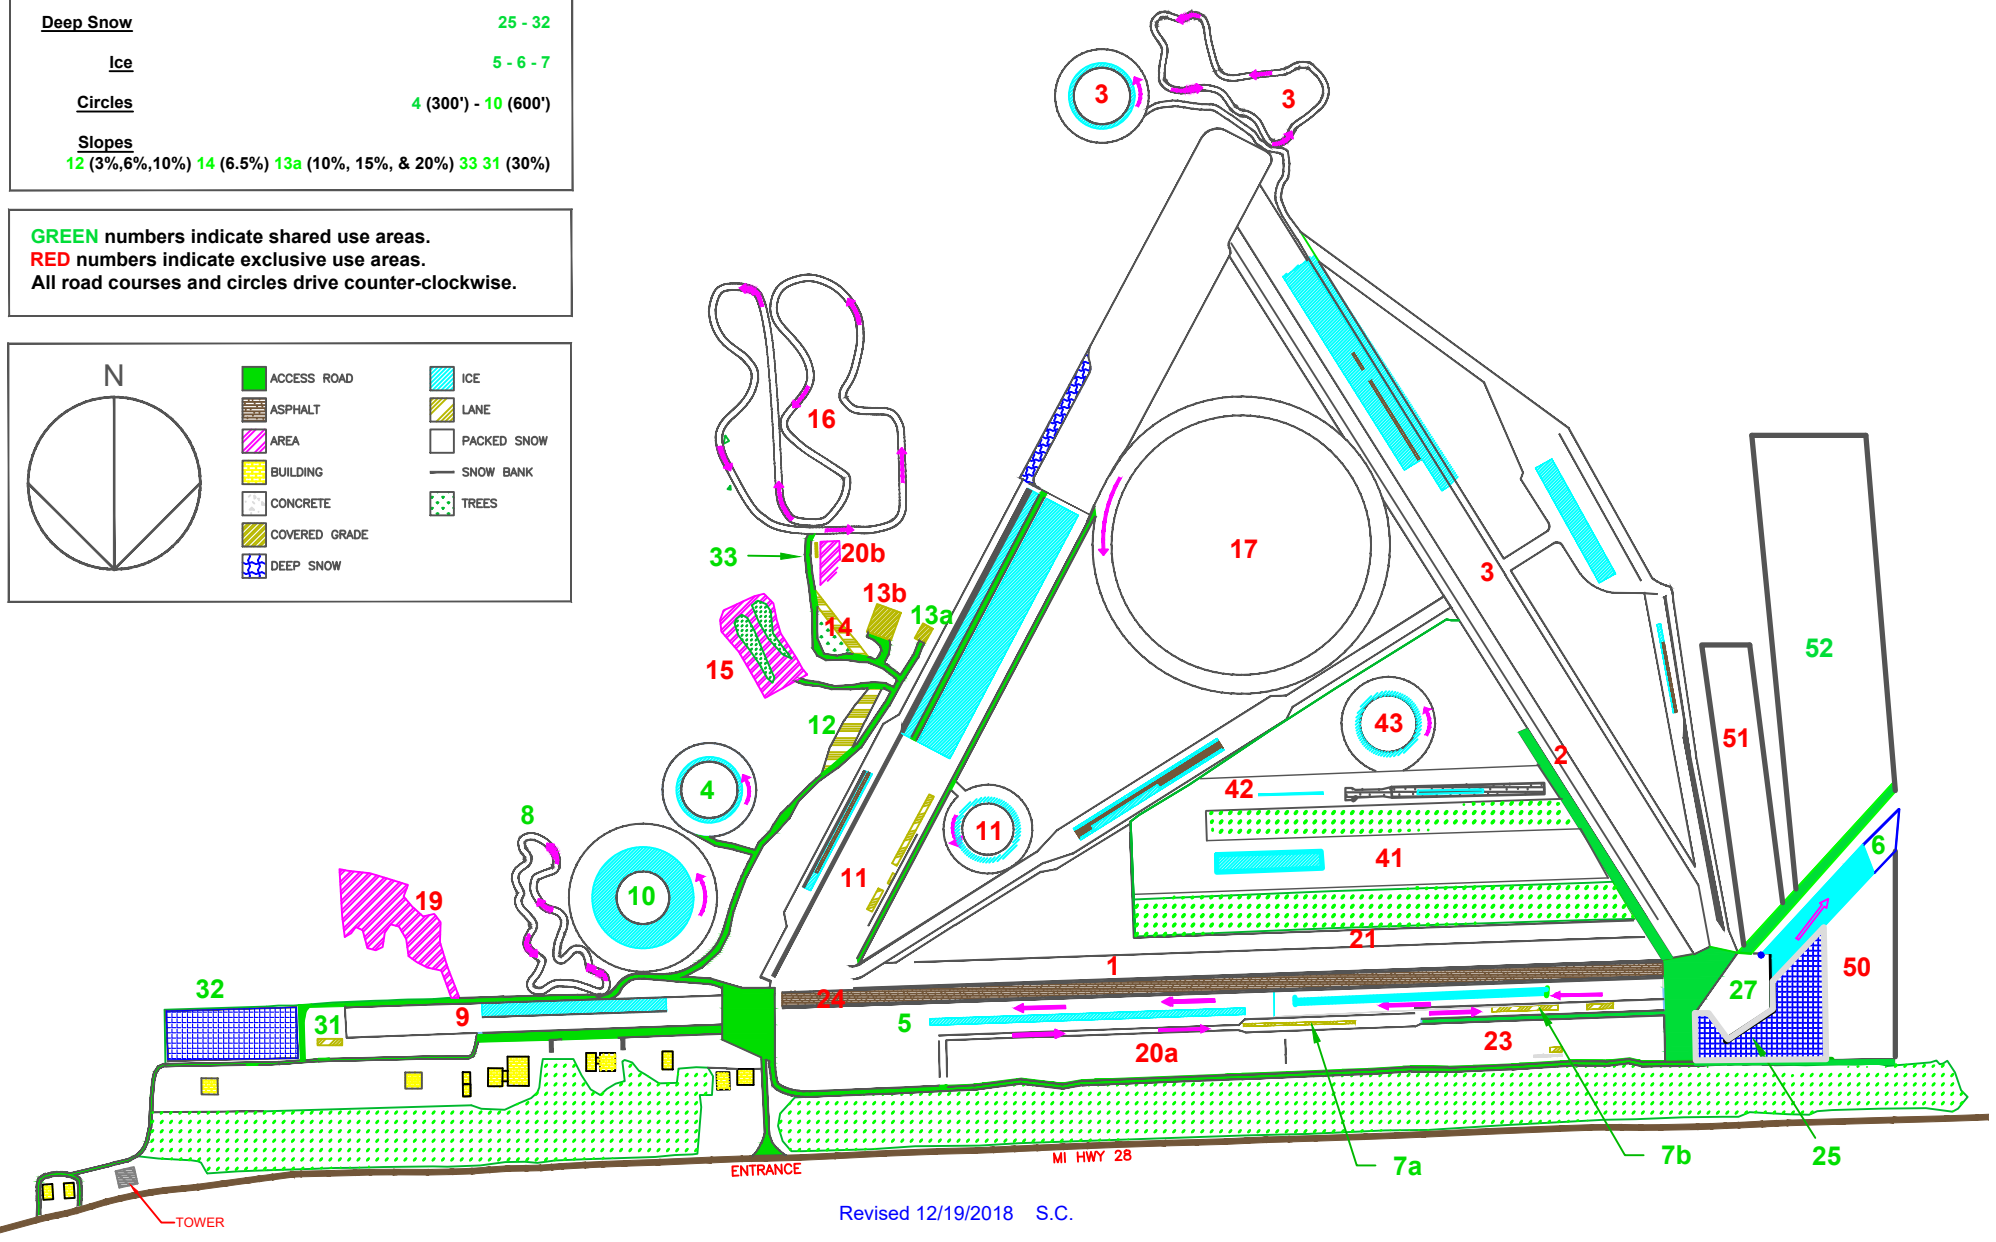 Deep Snow 25 - 32
Ice 5 - 6 - 7
Circles 4 (300') - 10 (600')
Slopes
12 (3%,6%,10%) 14 (6.5%) 13a (10%, 15%, & 20%) 33 31 (30%)
GREEN numbers indicate shared use areas.
RED numbers indicate exclusive use areas.
All road courses and circles drive counter-clockwise.
N
ACCESS ROAD
ASPHALT
AREA
BUILDING
CONCRETE
COVERED GRADE
DEEP SNOW
ICE
LANE
PACKED SNOW
SNOW BANK
TREES
3
3
16
33
20b
13b
13a
14
15
12
17
3
52
51
2
43
42
41
4
8
11
11
10
19
6
21
1
50
27
32
31
9
24
5
20a
23
7a
7b
25
ENTRANCE
MI HWY 28
TOWER
Revised 12/19/2018 S.C.